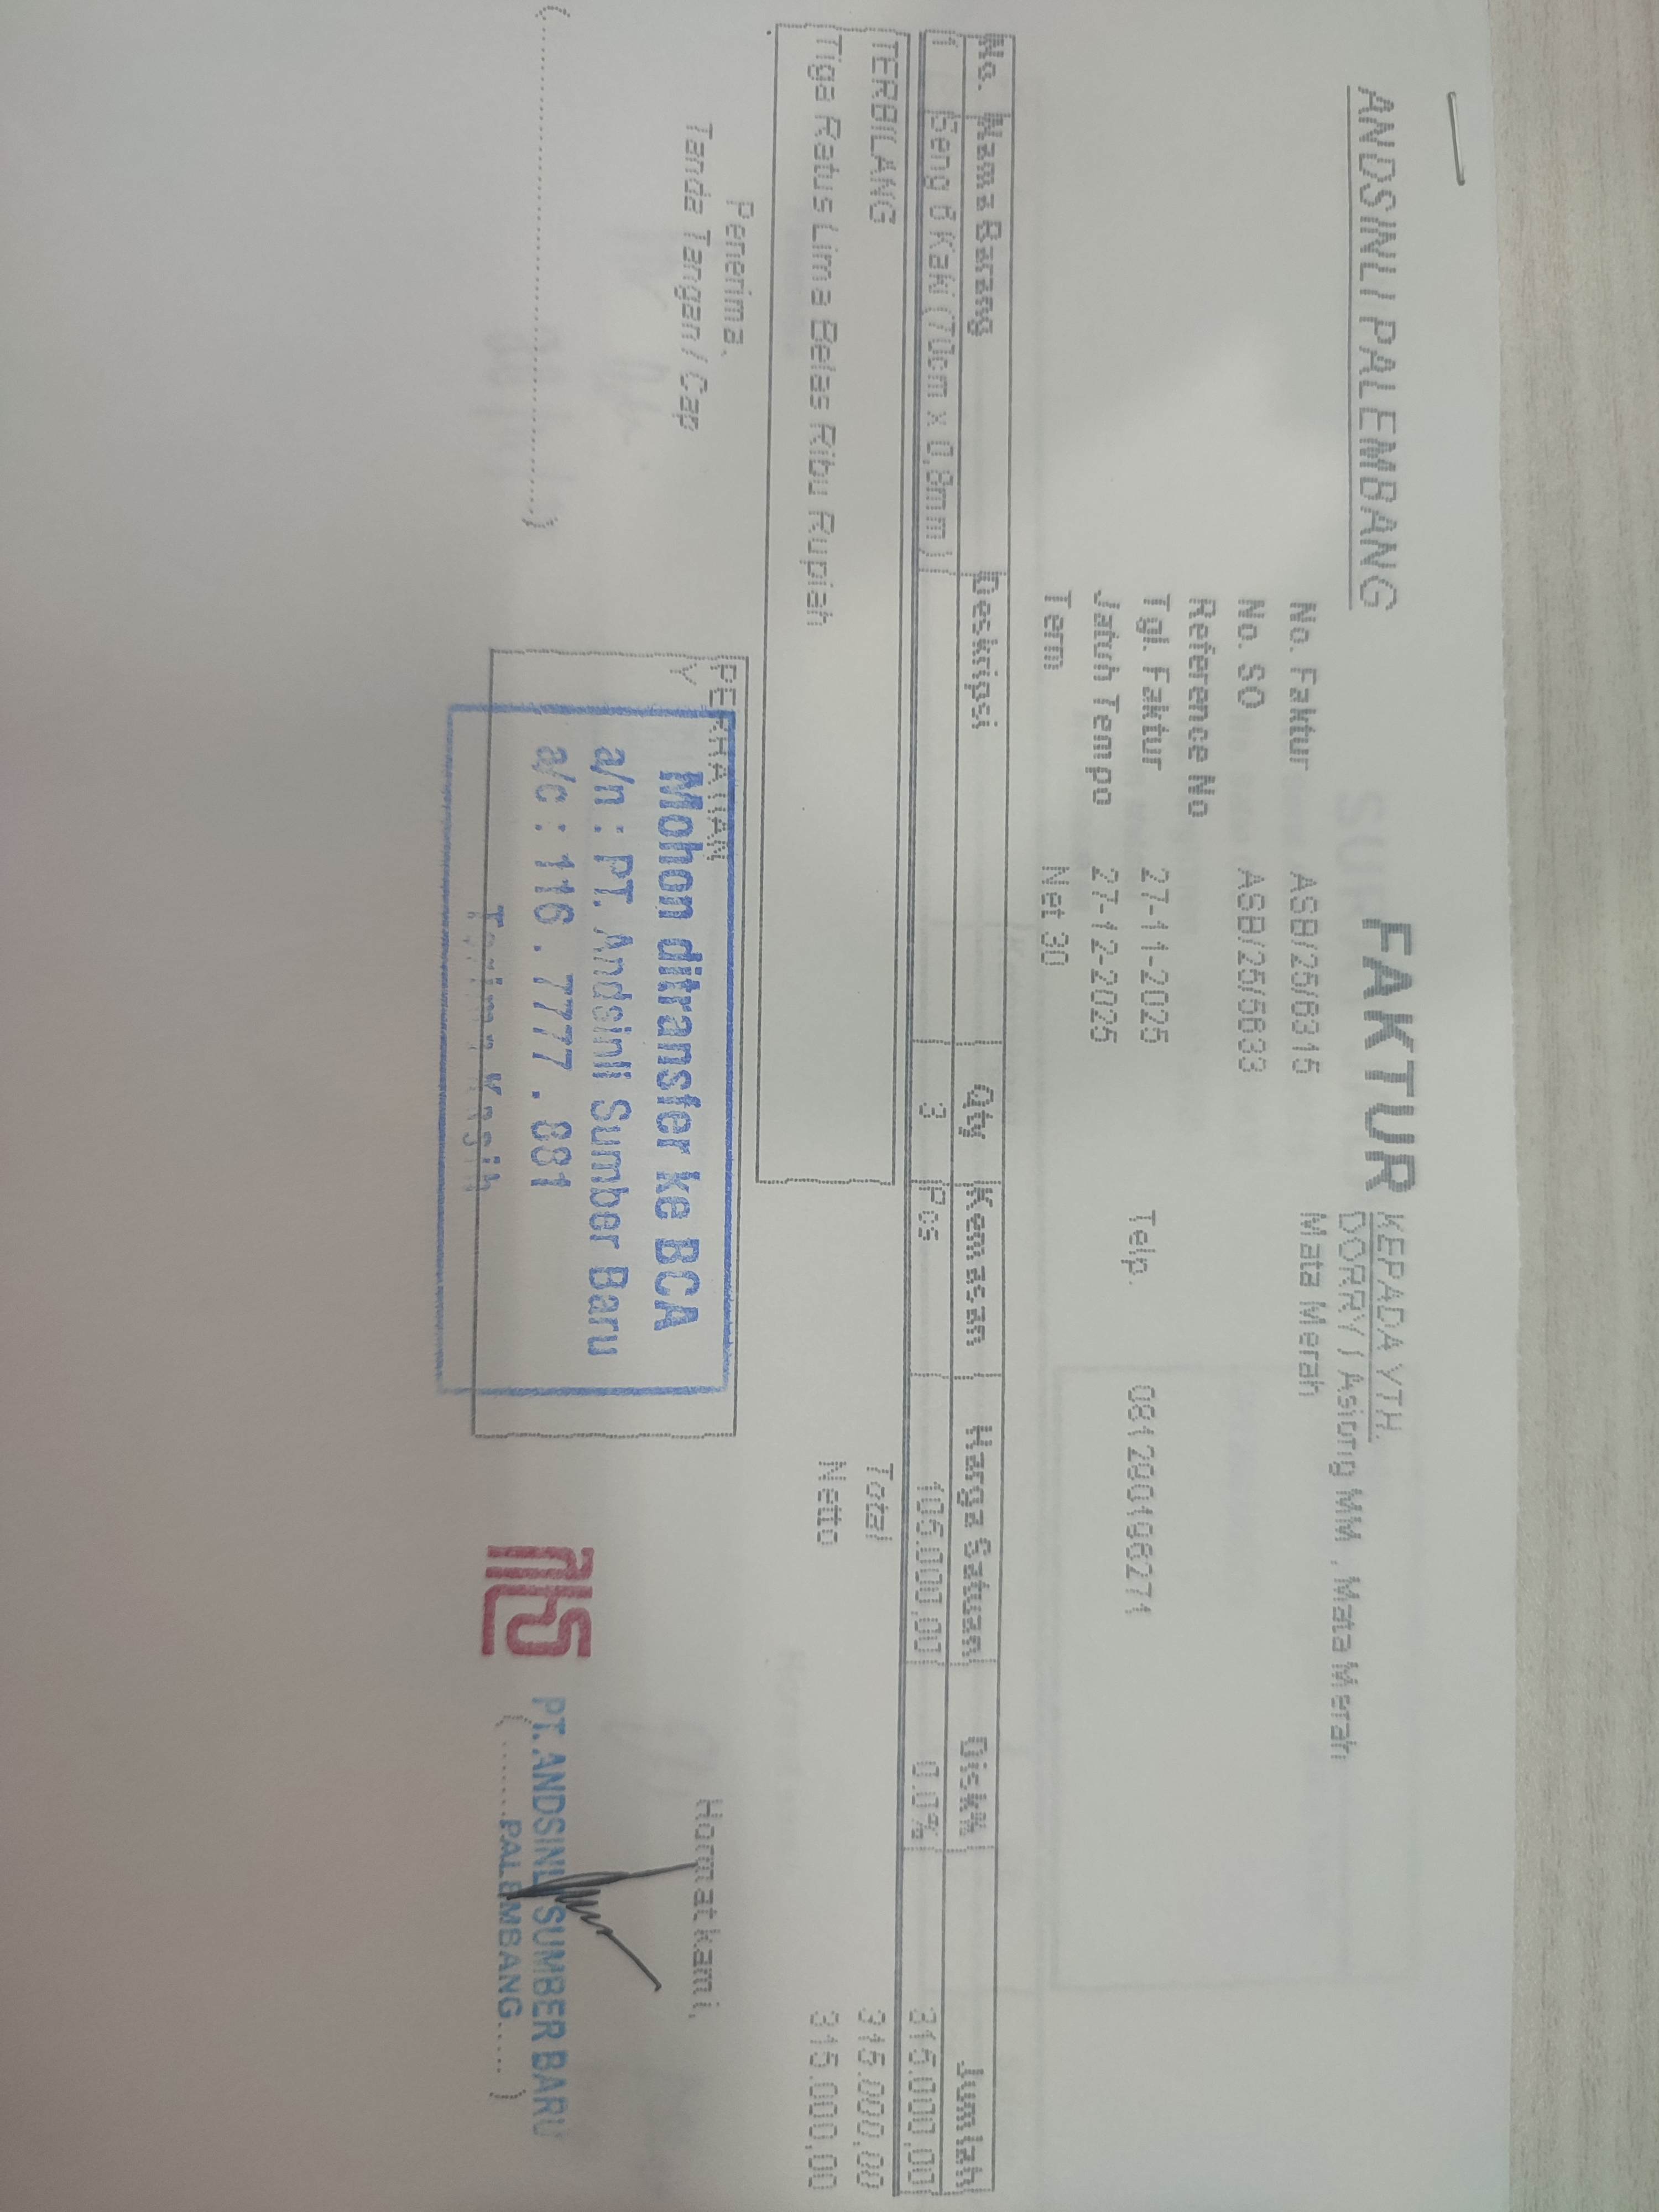 ANDSINLI PALEMBANG
FAKTUR
KEPADA YTH.
DORRY / Asiong MM , Mata Merah
Mata Merah
No. Faktur ASB/25/6315
No. SO ASB/25/5633
Reference No
Tgl. Faktur 27-11-2025
Jatuh Tempo 27-12-2025
Term Net 30
Telp.
No. Nama Barang Deskripsi Qty Kemasan Harga Satuan Disk% Jumlah
1 Seng 6 Kaki (70cm x 0,8mm) 3 Pcs 105.000,00 0.0% 315.000,00
TERBILANG
Tiga Ratus Lima Belas Ribu Rupiah
Total 315.000,00
Netto 315.000,00
Penerima,
Tanda Tangan / Cap
(........................)
PERHATIAN
Mohon ditransfer ke BCA
a/n : PT. Andsinli Sumber Baru
a/c : 116 . 7777 . 881
Terima Kasih
Hormat kami,
PT. ANDSINLI SUMBER BARU
PALEMBANG